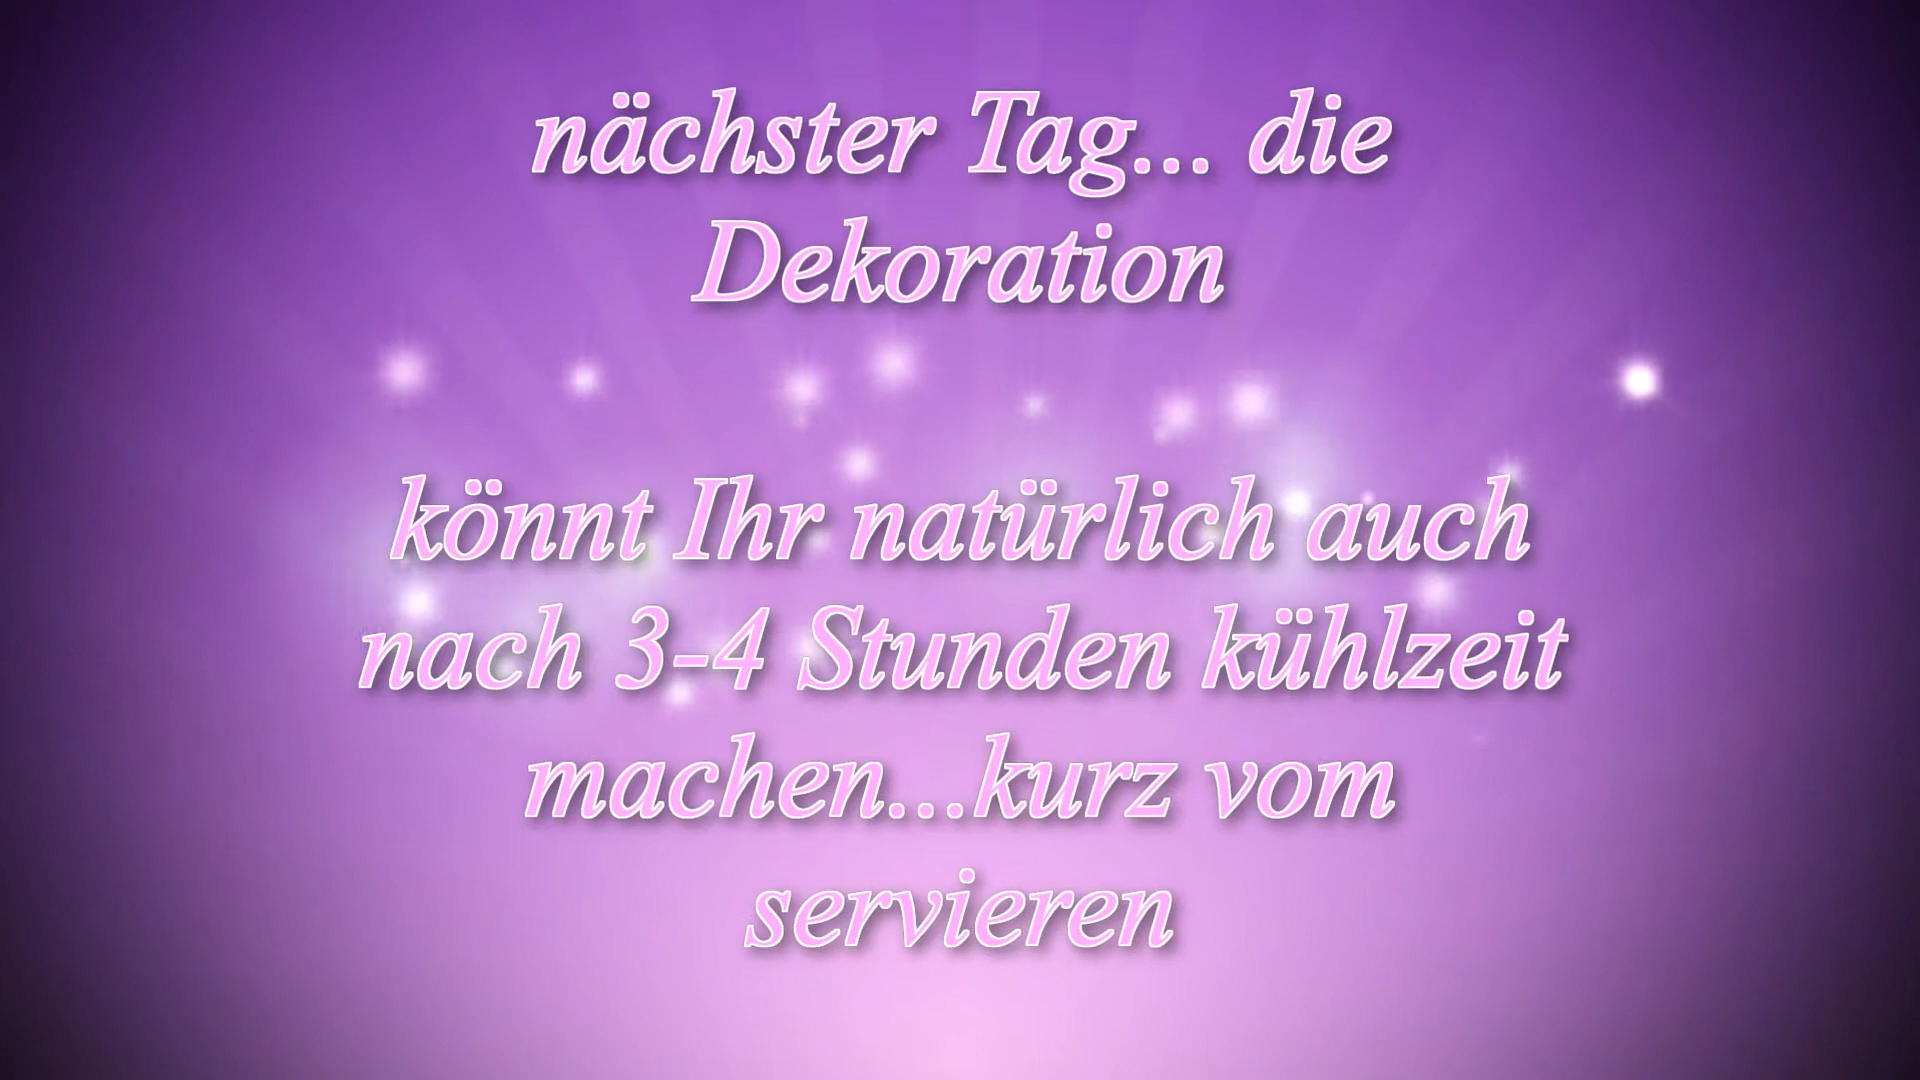 nächster Tag... die
Dekoration
könnt Ihr natürlich auch
nach 3-4 Stunden kühlzeit
machen...kurz vom
servieren